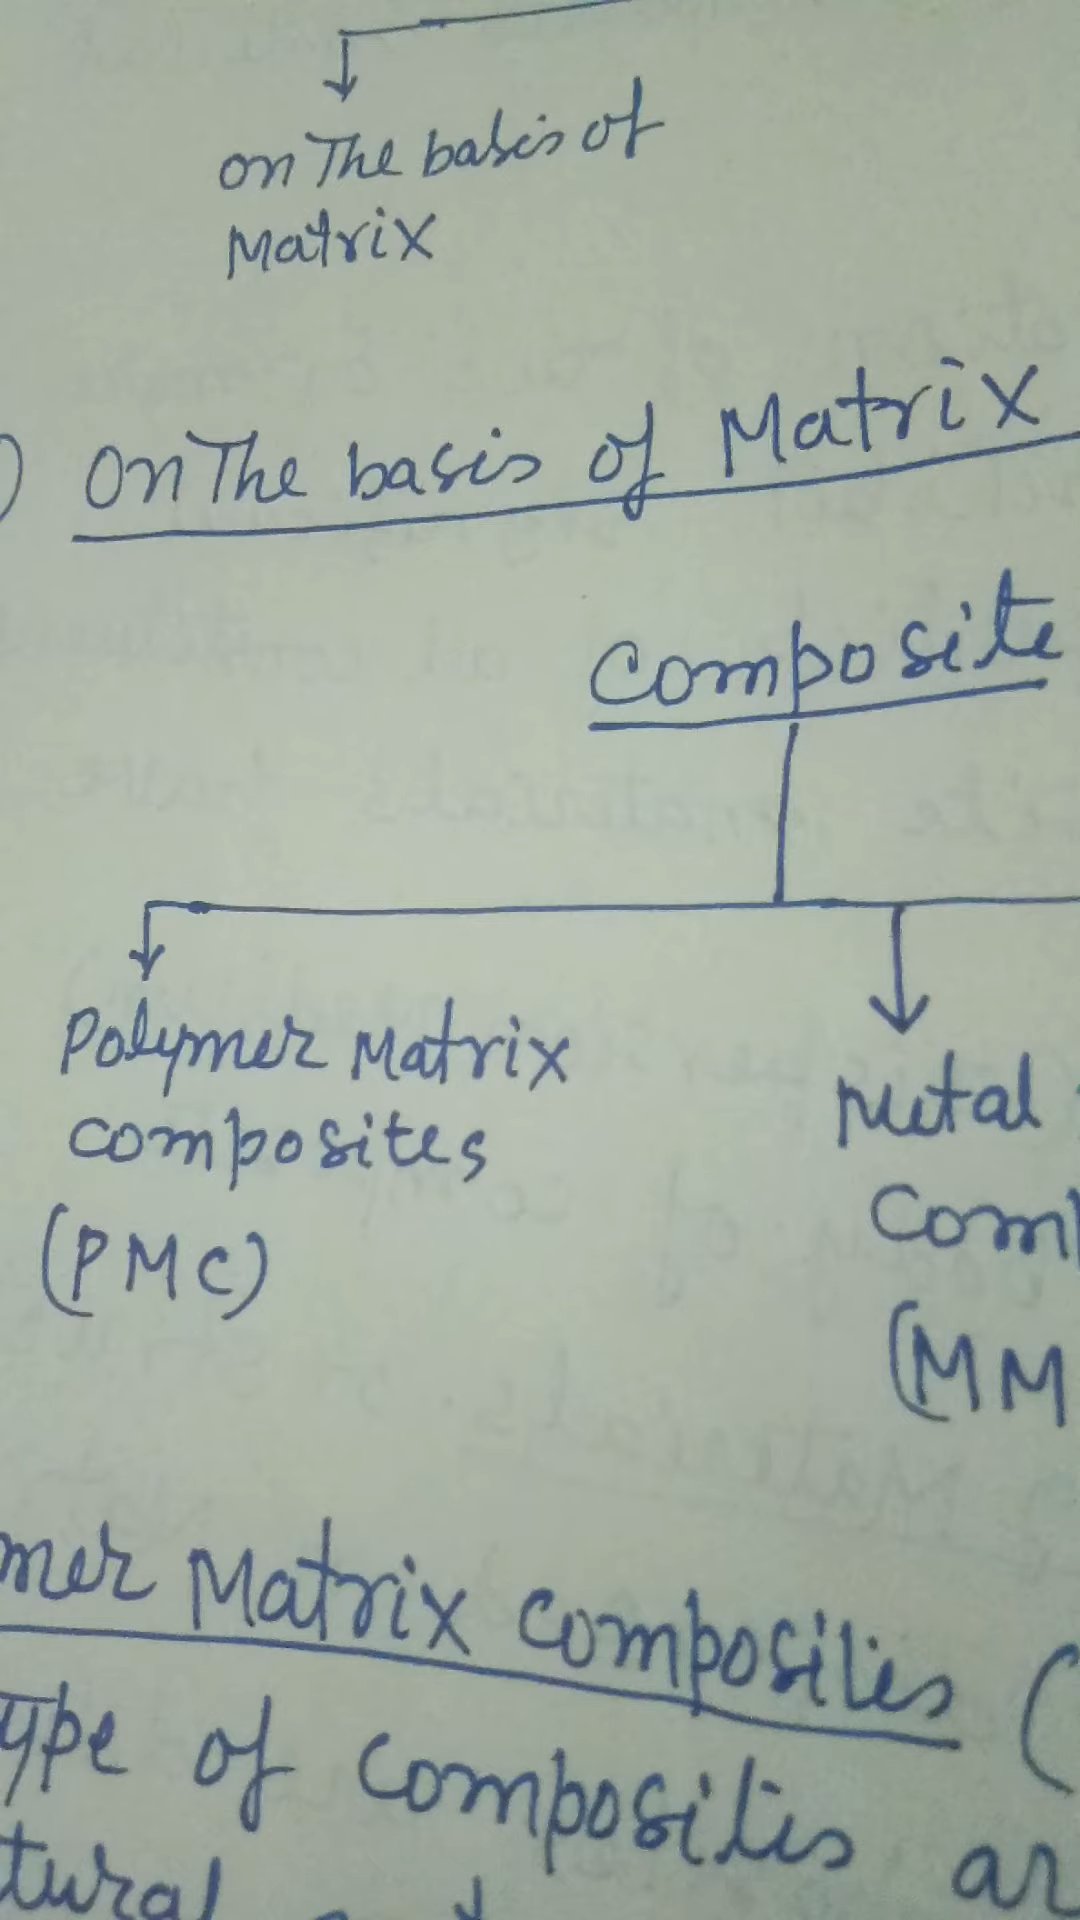 on The basis of
Matrix
) On The basis of Matrix
Composite
Polymer Matrix
composites
(PMC)
Metal
Com
(MM
mer Matrix Composites (
ype of Composites ar
tural